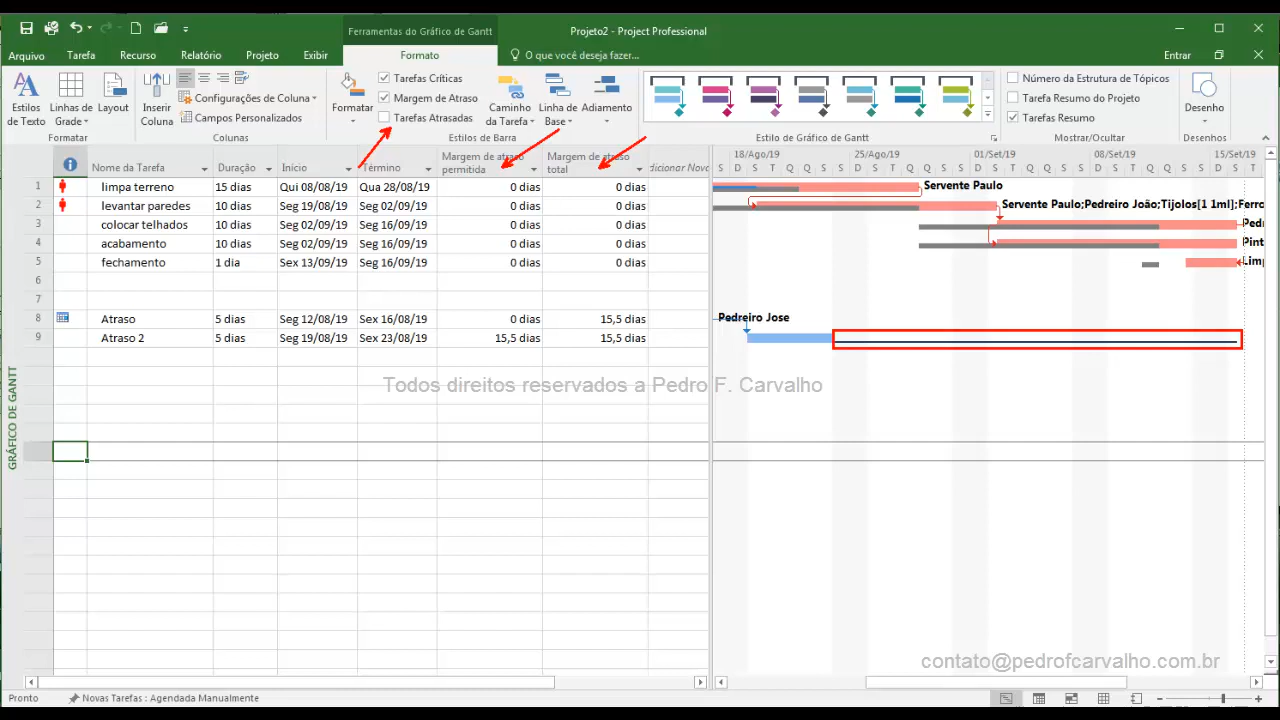 Ferramentas do Gráfico de Gantt
Projeto2 - Project Professional
Arquivo Tarefa Recurso Relatório Projeto Exibir Formato O que você deseja fazer... Entrar
Estilos de Texto
Linhas de Grade
Layout
Formatar
Inserir Coluna
Configurações de Coluna
Campos Personalizados
Colunas
Formatar
Tarefas Críticas
Margem de Atraso
Tarefas Atrasadas
Caminho da Tarefa
Linha de Base
Adiamento
Estilos de Barra
Estilo de Gráfico de Gantt
Número da Estrutura de Tópicos
Tarefa Resumo do Projeto
Tarefas Resumo
Mostrar/Ocultar
Desenho
Desenhos
Nome da Tarefa Duração Início Término Margem de atraso permitida Margem de atraso total dicionar Nova
18/Ago/19 25/Ago/19 01/Set/19 08/Set/19 15/Set/19
S D T Q S S D T Q S S D S Q S D T Q S S D T
1 limpa terreno 15 dias Qui 08/08/19 Qua 28/08/19 0 dias 0 dias Servente Paulo
2 levantar paredes 10 dias Seg 19/08/19 Seg 02/09/19 0 dias 0 dias Servente Paulo;Pedreiro João;Tijolos[1 1ml];Ferro
3 colocar telhados 10 dias Seg 02/09/19 Seg 16/09/19 0 dias 0 dias Pedr
4 acabamento 10 dias Seg 02/09/19 Seg 16/09/19 0 dias 0 dias Pint
5 fechamento 1 dia Sex 13/09/19 Seg 16/09/19 0 dias 0 dias Limp
6
7
8 Atraso 5 dias Seg 12/08/19 Sex 16/08/19 0 dias 15,5 dias Pedreiro Jose
9 Atraso 2 5 dias Seg 19/08/19 Sex 23/08/19 15,5 dias 15,5 dias
Todos direitos reservados a Pedro F. Carvalho
GRÁFICO DE GANTT
contato@pedrofcarvalho.com.br
Pronto Novas Tarefas : Agendada Manualmente